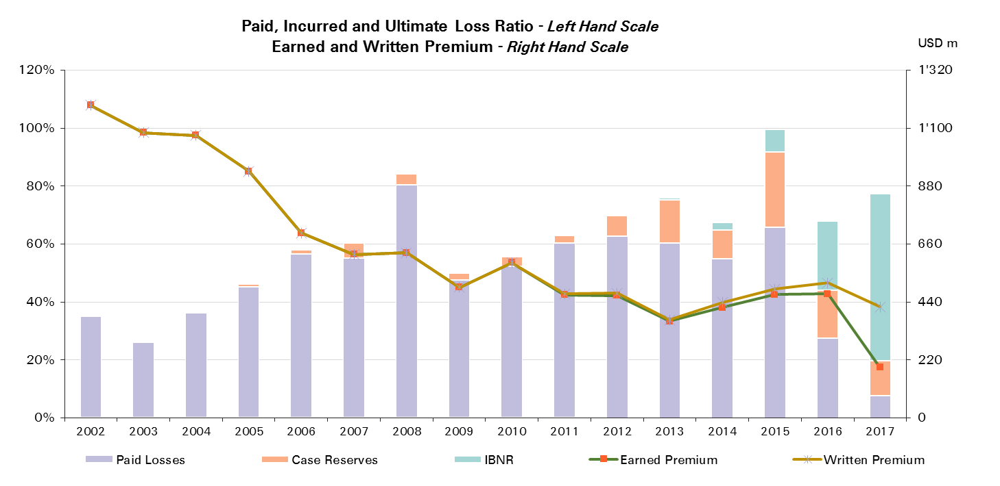 Paid, Incurred and Ultimate Loss Ratio - Left Hand Scale
Earned and Written Premium - Right Hand Scale
USD m
120%
100%
80%
60%
40%
20%
0%
1'320
1'100
880
660
440
220
0
2002 2003 2004 2005 2006 2007 2008 2009 2010 2011 2012 2013 2014 2015 2016 2017
Paid Losses Case Reserves IBNR Earned Premium Written Premium